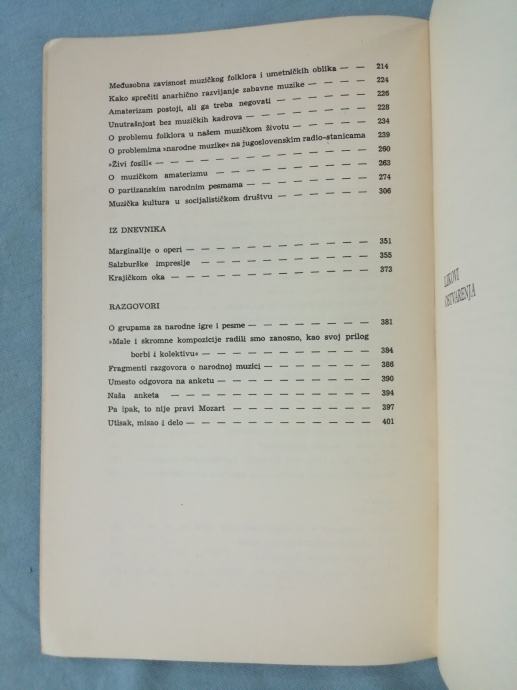 Međusobna zavisnost muzičkog folklora i umetničkih oblika — — 214
Kako sprečiti anarhično razvijanje zabavne muzike — — — — 224
Amaterizam postoji, ali ga treba negovati — — — — — — 226
Unutrašnjost bez muzičkih kadrova — — — — — — — 228
O problemu folklora u našem muzičkom životu — — — — — 234
O problemima »narodne muzike« na jugoslovenskim radio-stanicama 239
»Živi fosili« — — — — — — — — — — — 260
O muzičkom amaterizmu — — — — — — — — 263
O partizanskim narodnim pesmama — — — — — — — 274
Muzička kultura u socijalističkom društvu — — — — — — 306
IZ DNEVNIKA
Marginalije o operi — — — — — — — — — 351
Salzburške impresije — — — — — — — — — 355
Krajičkom oka — — — — — — — — — — 373
RAZGOVORI
O grupama za narodne igre i pesme — — — — — — — 381
»Male i skromne kompozicije radili smo zanosno, kao svoj prilog
borbi i kolektivu« — — — — — — — — — 384
Fragmenti razgovora o narodnoj muzici — — — — — — 386
Umesto odgovora na anketu — — — — — — — — 390
Naša anketa — — — — — — — — — — 394
Pa ipak, to nije pravi Mozart — — — — — — — 397
Utisak, misao i delo — — — — — — — — — 401
LIKOVI
OSTVARENJA